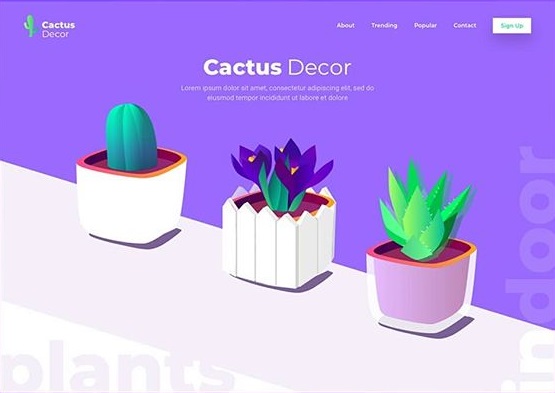 Cactus
Decor
About
Trending
Popular
Contact
Sign Up
Cactus Decor
Lorem ipsum dolor sit amet, consectetur adipiscing elit, sed do
eiusmod tempor incididunt ut labore et dolore
indoor
plants